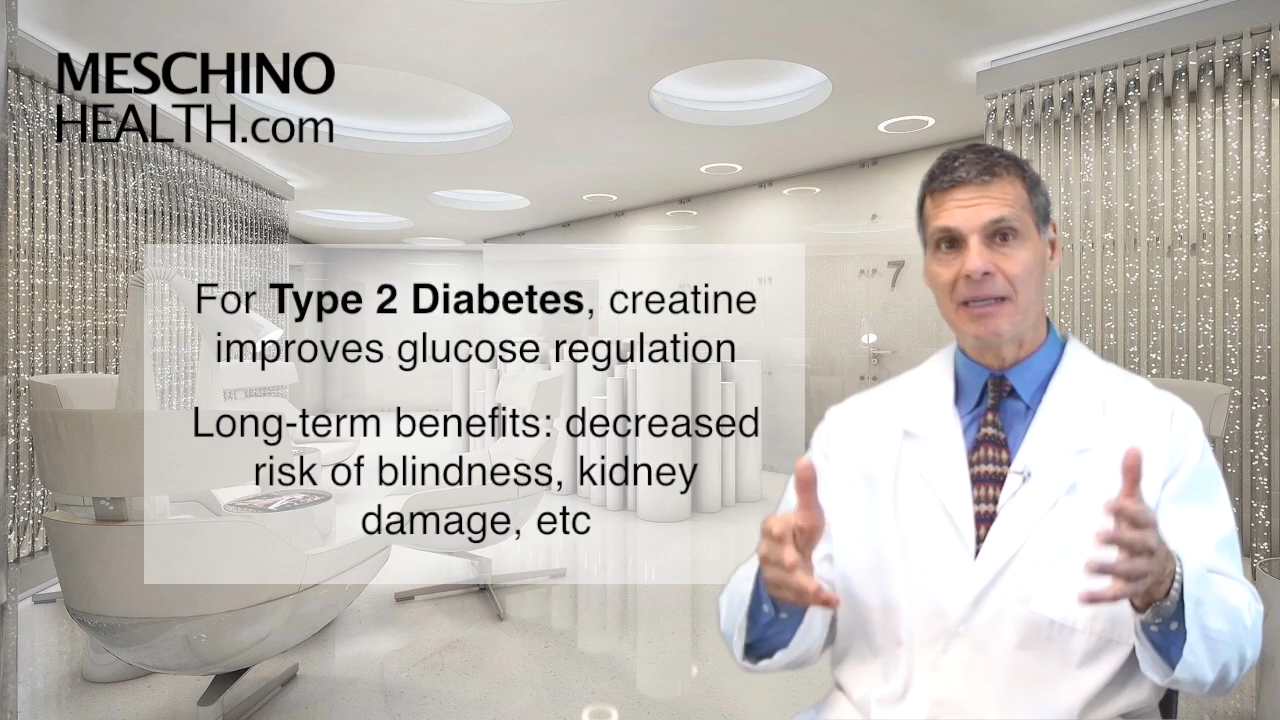 MESCHINO
HEALTH.com
7
For Type 2 Diabetes, creatine
improves glucose regulation
Long-term benefits: decreased
risk of blindness, kidney
damage, etc